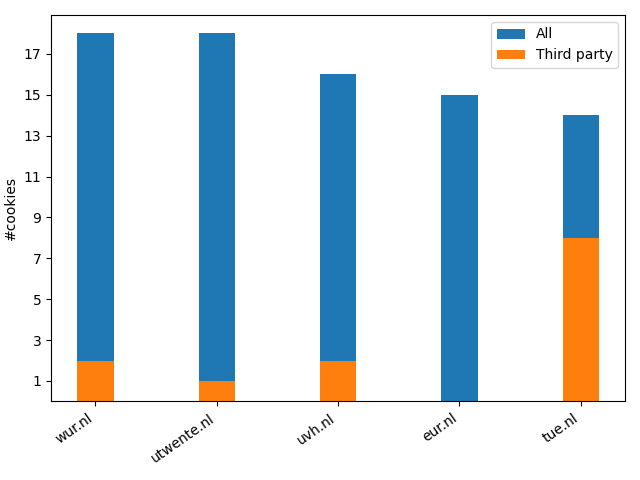 All
Third party
17
15
13
11
9
7
5
3
1
#cookies
wur.nl
utwente.nl
uvh.nl
eur.nl
tue.nl